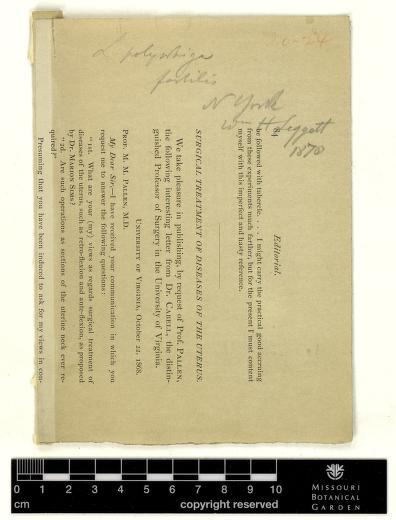 L polyrhiza
fertilis
N York
Wm H Leggett
1870
84
Editorial.
be followed with tubercle. . . . I might carry the practical good accruing
from these experiments much farther, but for the present I must content
myself with this imperfect and hasty reference.
SURGICAL TREATMENT OF DISEASES OF THE UTERUS.
We take pleasure in publishing, by request of Prof. PALLEN,
the following interesting letter from Dr. CABELL, the distin-
guished Professor of Surgery in the University of Virginia.
UNIVERSITY OF VIRGINIA, October 22, 1868.
PROF. M. M. PALLEN, M.D.
My Dear Sir,—I have received your communication in which you
request me to answer the following questions:
"1st. What are your (my) views as regards surgical treatment of
diseases of the uterus, such as retro-flexion and ante-flexion, as proposed
by Dr. MARION SIMS?
"2d. Are such operations as sections of the uterine neck ever re-
quired?"
Presuming that you have been induced to ask for my views in con-
0 1 2 3 4 5 6 7 8 9 10
cm
copyright reserved
MISSOURI
BOTANICAL
GARDEN